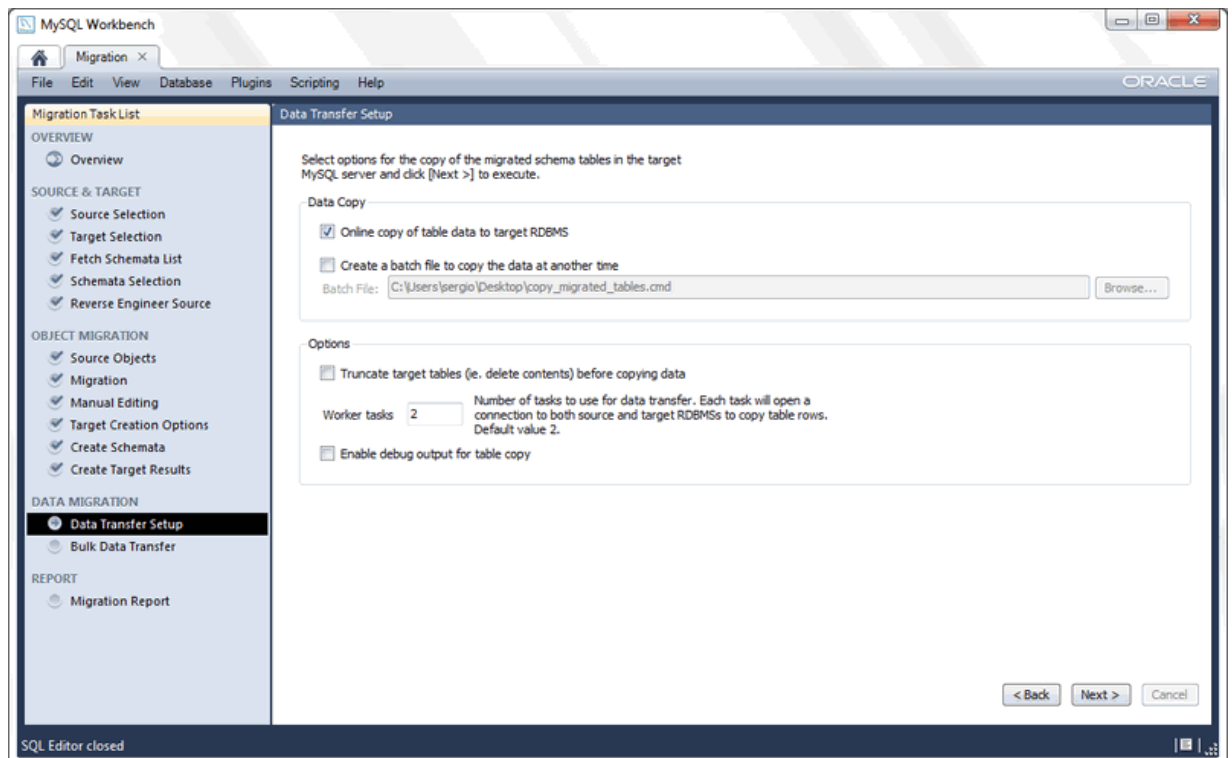 MySQL Workbench
Migration
File Edit View Database Plugins Scripting Help
ORACLE
Migration Task List
OVERVIEW
Overview
SOURCE & TARGET
Source Selection
Target Selection
Fetch Schemata List
Schemata Selection
Reverse Engineer Source
OBJECT MIGRATION
Source Objects
Migration
Manual Editing
Target Creation Options
Create Schemata
Create Target Results
DATA MIGRATION
Data Transfer Setup
Bulk Data Transfer
REPORT
Migration Report
Data Transfer Setup
Select options for the copy of the migrated schema tables in the target
MySQL server and click [Next >] to execute.
Data Copy
Online copy of table data to target RDBMS
Create a batch file to copy the data at another time
Batch File: C:\Users\sergio\Desktop\copy_migrated_tables.cmd Browse...
Options
Truncate target tables (ie. delete contents) before copying data
Worker tasks 2
Number of tasks to use for data transfer. Each task will open a
connection to both source and target RDBMSs to copy table rows.
Default value 2.
Enable debug output for table copy
< Back Next > Cancel
SQL Editor closed